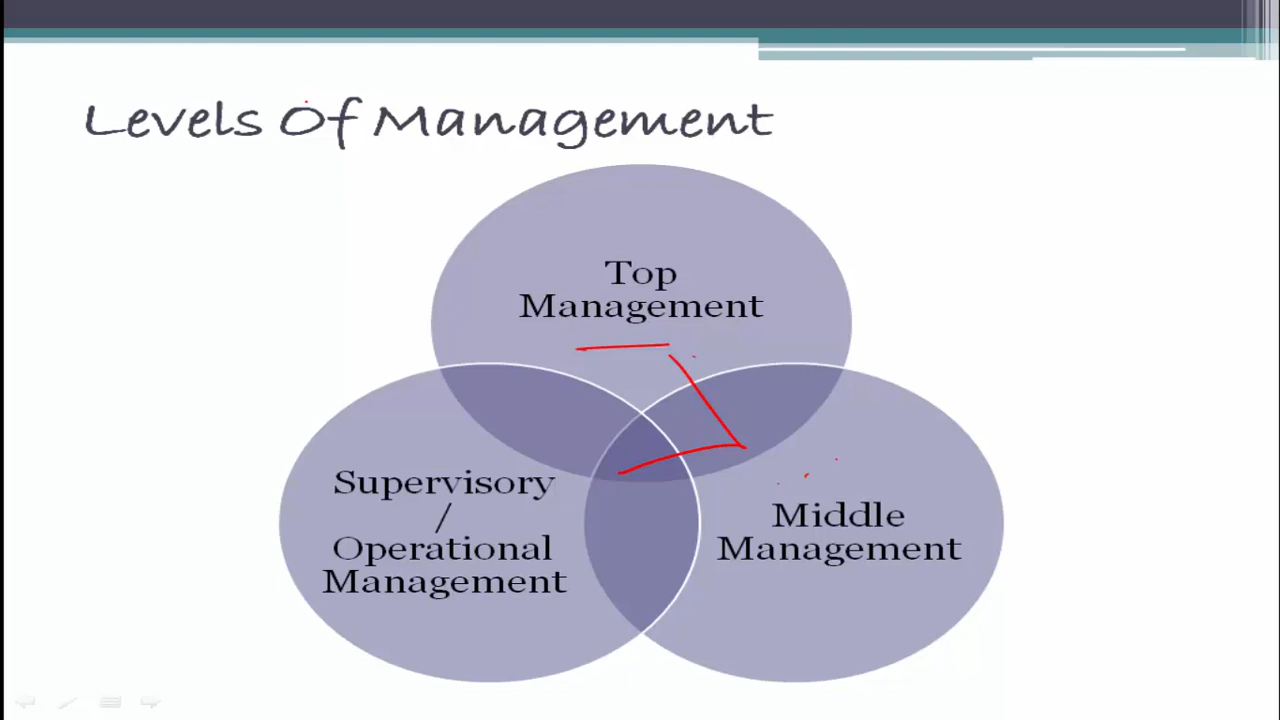 Levels Of Management
Top
Management
Supervisory
/
Operational
Management
Middle
Management